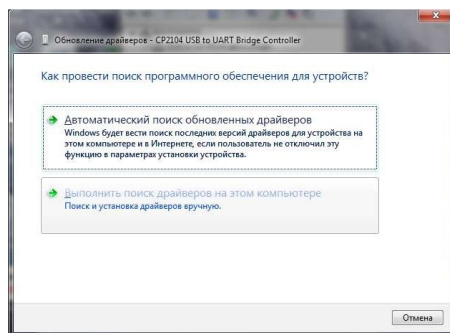 Обновление драйверов - CP2104 USB to UART Bridge Controller
Как провести поиск программного обеспечения для устройств?
Автоматический поиск обновленных драйверов
Windows будет вести поиск последних версий драйверов для устройства на
этом компьютере и в Интернете, если пользователь не отключил эту
функцию в параметрах установки устройства.
Выполнить поиск драйверов на этом компьютере
Поиск и установка драйверов вручную.
Отмена